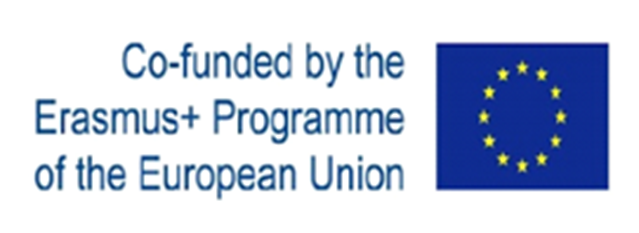 Co-funded by the
Erasmus+ Programme
of the European Union